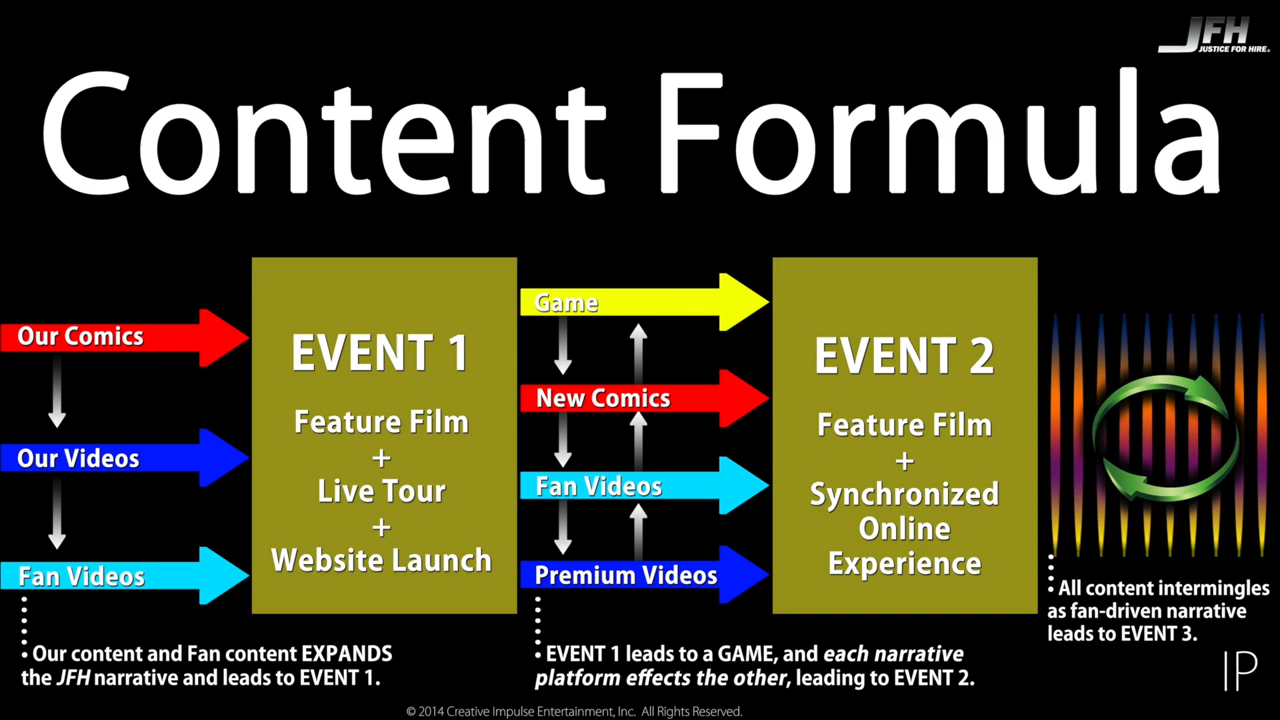 JFH
JUSTICE FOR HIRE®
Content Formula
Our Comics
Our Videos
Fan Videos
EVENT 1
Feature Film
+
Live Tour
+
Website Launch
Game
New Comics
Fan Videos
Premium Videos
EVENT 2
Feature Film
+
Synchronized
Online
Experience
• Our content and Fan content EXPANDS
the JFH narrative and leads to EVENT 1.
• EVENT 1 leads to a GAME, and each narrative
platform effects the other, leading to EVENT 2.
• All content intermingles
as fan-driven narrative
leads to EVENT 3.
IP
© 2014 Creative Impulse Entertainment, Inc. All Rights Reserved.